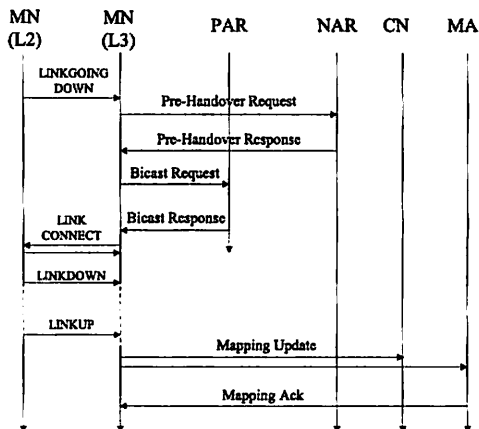 MN MN PAR NAR CN MA
(L2) (L3)
LINKGOING
DOWN
Pre-Handover Request
Pre-Handover Response
Bicast Request
Bicast Response
LINK
CONNECT
LINKDOWN
LINKUP
Mapping Update
Mapping Ack